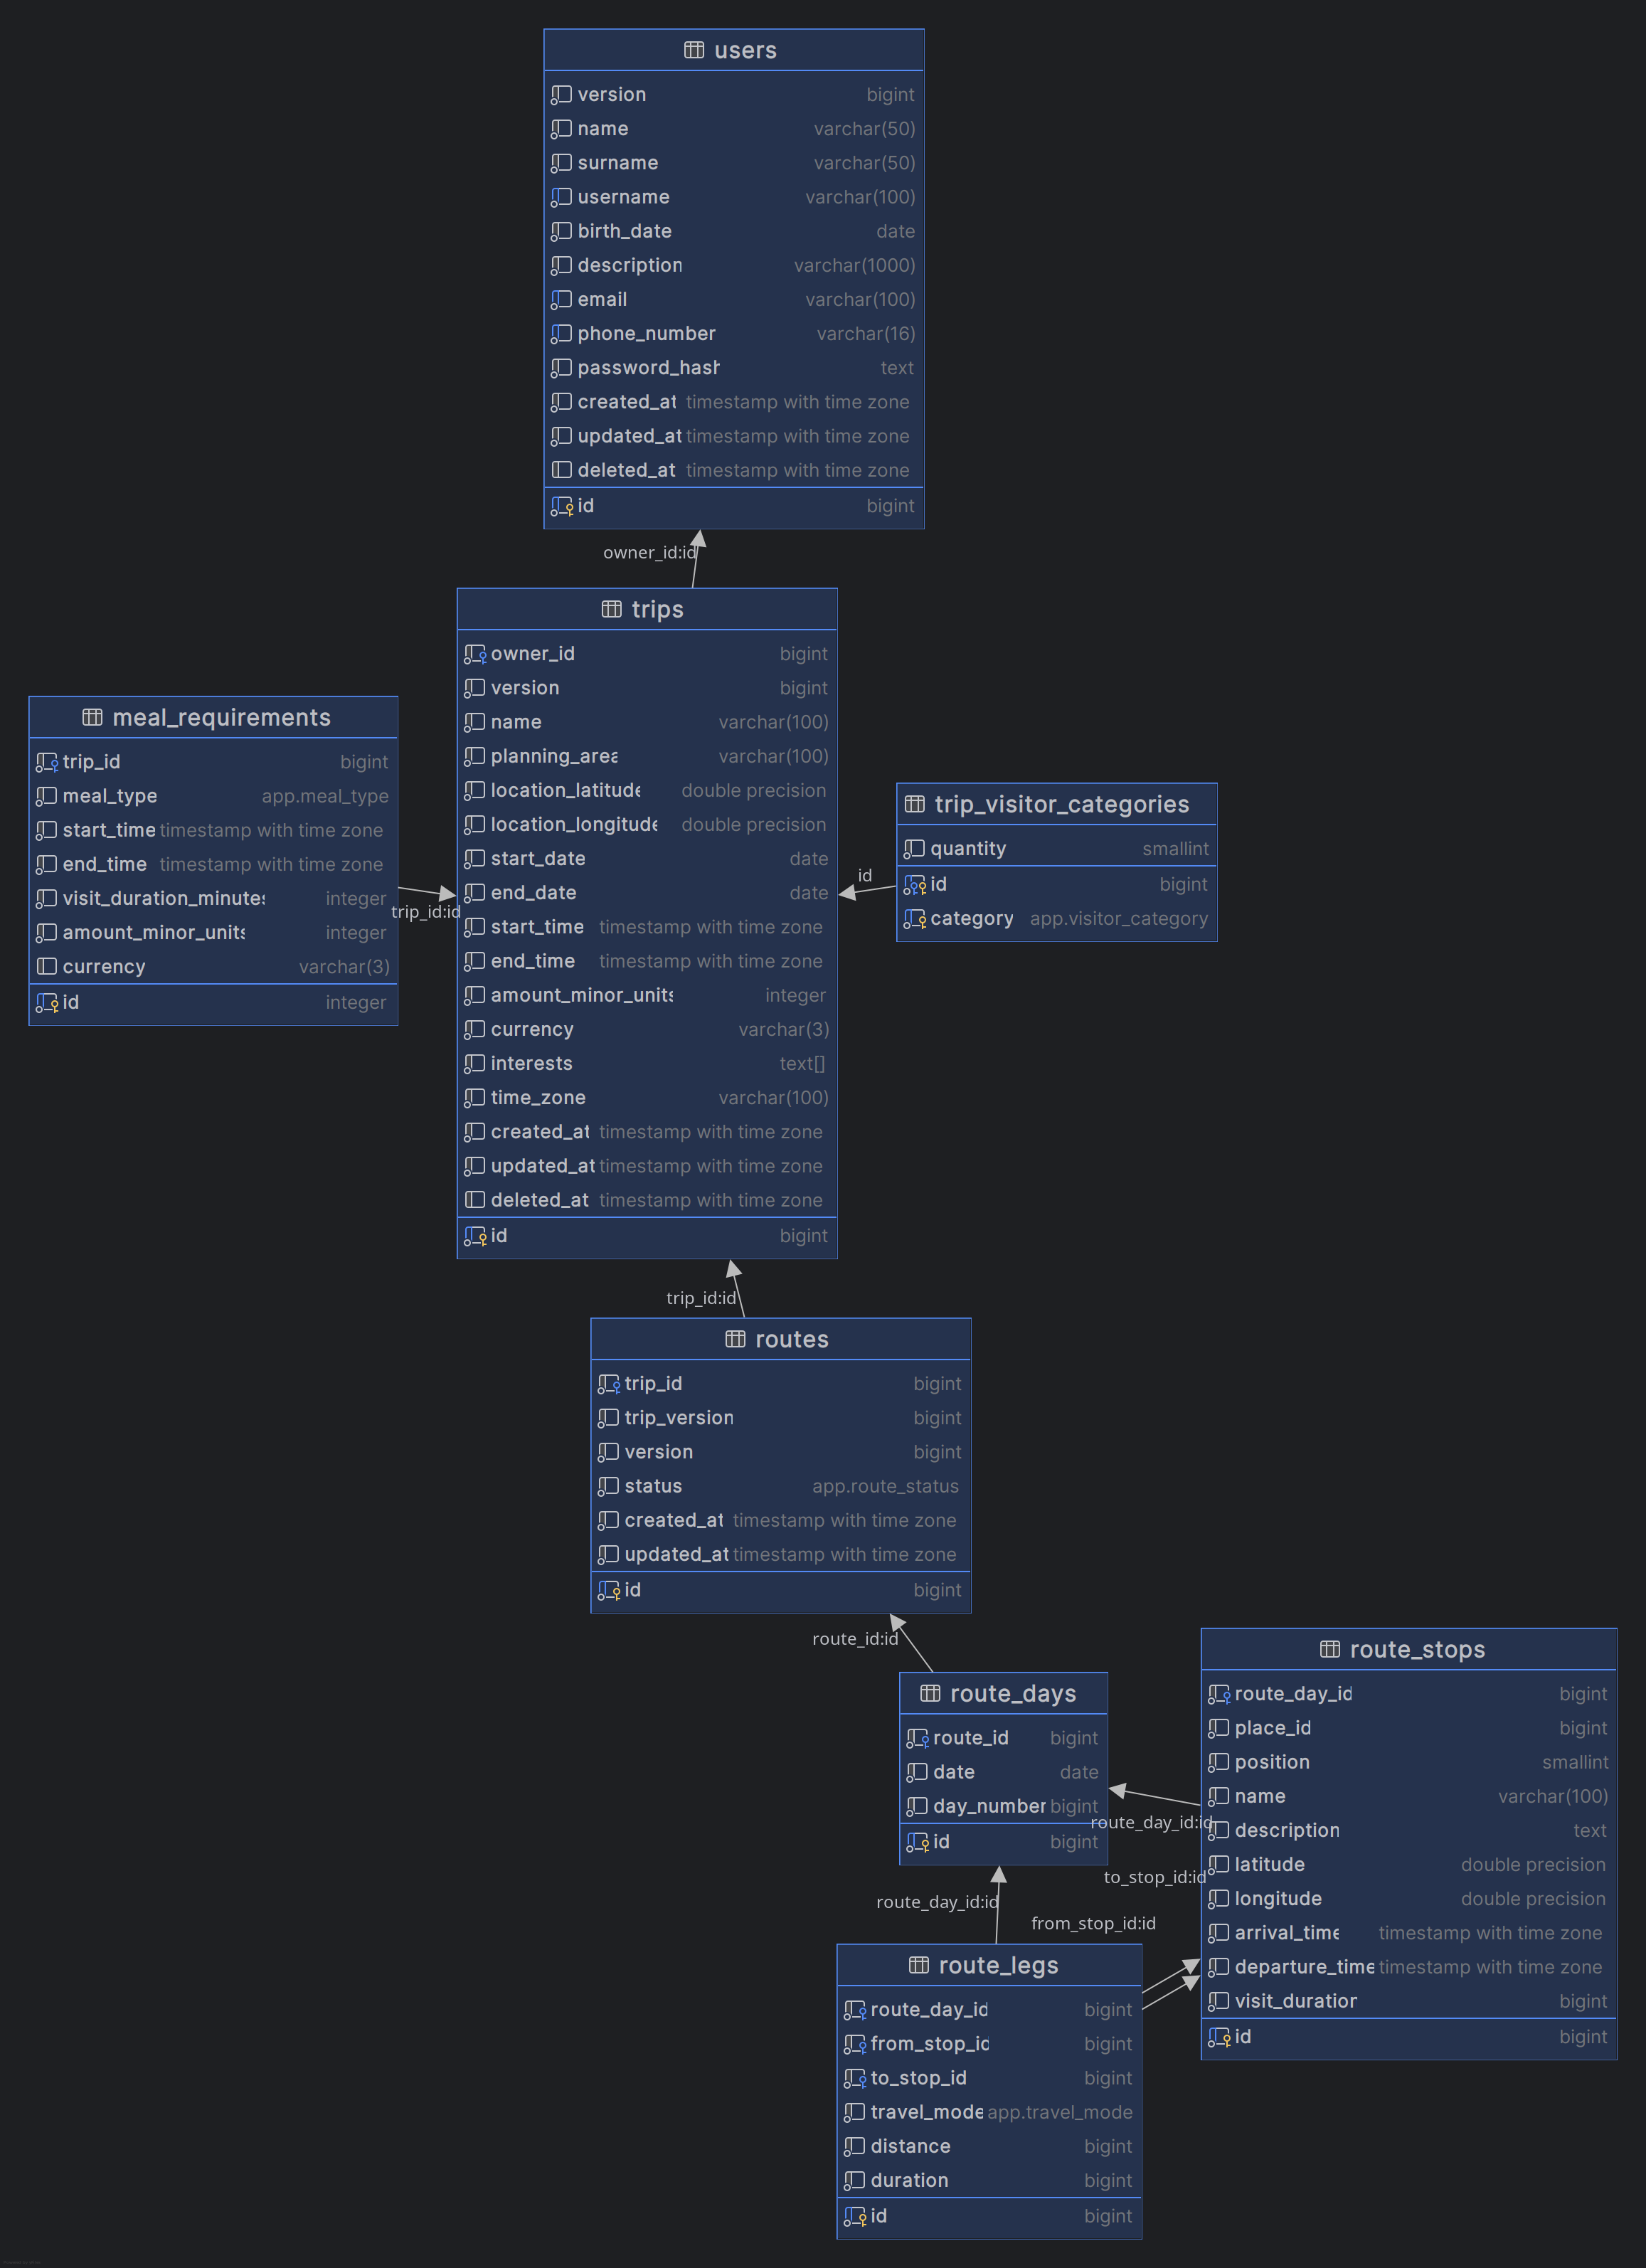 users
version bigint
name varchar(50)
surname varchar(50)
username varchar(100)
birth_date date
description varchar(1000)
email varchar(100)
phone_number varchar(16)
password_hash text
created_at timestamp with time zone
updated_at timestamp with time zone
deleted_at timestamp with time zone
id bigint
owner_id:id
trips
owner_id bigint
version bigint
name varchar(100)
planning_area varchar(100)
location_latitude double precision
location_longitude double precision
start_date date
end_date date
start_time timestamp with time zone
end_time timestamp with time zone
amount_minor_units integer
currency varchar(3)
interests text[]
time_zone varchar(100)
created_at timestamp with time zone
updated_at timestamp with time zone
deleted_at timestamp with time zone
id bigint
meal_requirements
trip_id bigint
meal_type app.meal_type
start_time timestamp with time zone
end_time timestamp with time zone
visit_duration_minutes integer
amount_minor_units integer
currency varchar(3)
id integer
trip_id:id
trip_visitor_categories
quantity smallint
id bigint
category app.visitor_category
id
trip_id:id
routes
trip_id bigint
trip_version bigint
version bigint
status app.route_status
created_at timestamp with time zone
updated_at timestamp with time zone
id bigint
route_id:id
route_days
route_id bigint
date date
day_number bigint
id bigint
route_stops
route_day_id bigint
place_id bigint
position smallint
name varchar(100)
description text
latitude double precision
longitude double precision
arrival_time timestamp with time zone
departure_time timestamp with time zone
visit_duration bigint
id bigint
route_day_id:id
to_stop_id:id
route_day_id:id
from_stop_id:id
route_legs
route_day_id bigint
from_stop_id bigint
to_stop_id bigint
travel_mode app.travel_mode
distance bigint
duration bigint
id bigint